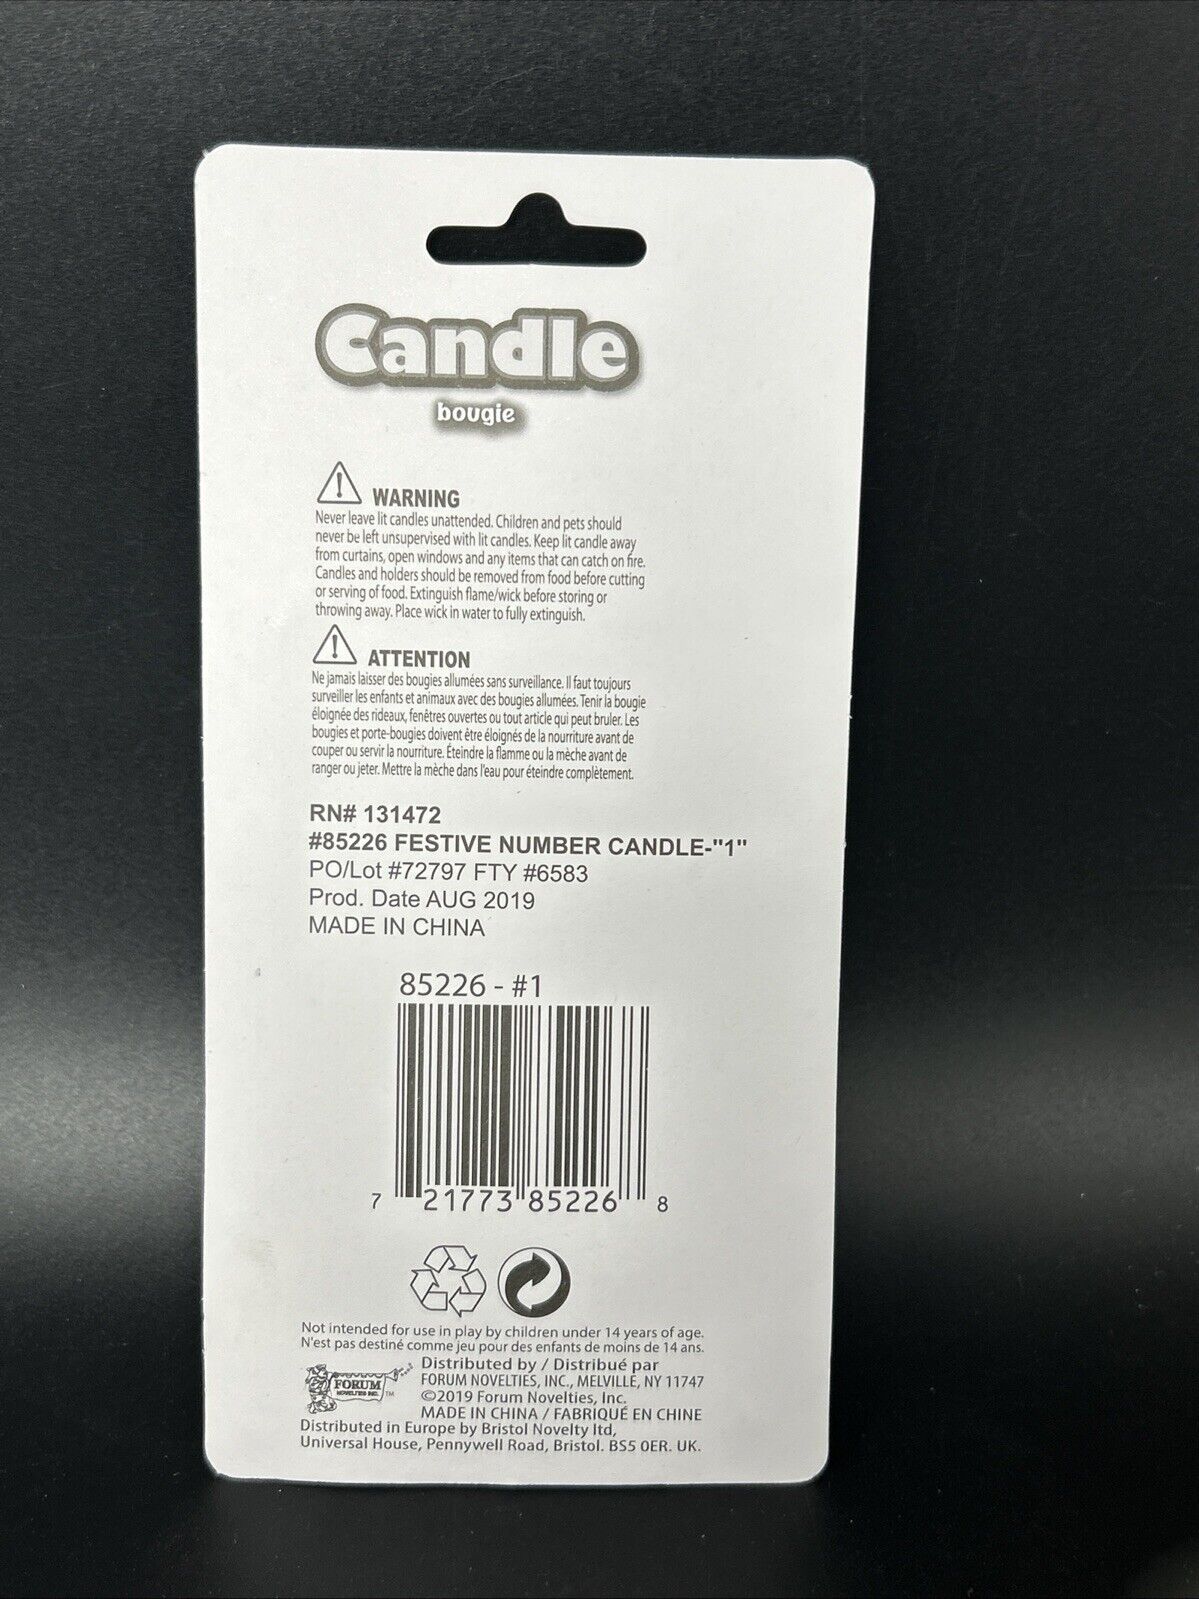 Candle
bougie
WARNING
Never leave lit candles unattended. Children and pets should
never be left unsupervised with lit candles. Keep lit candle away
from curtains, open windows and any items that can catch on fire.
Candles and holders should be removed from food before cutting
or serving of food. Extinguish flame/wick before storing or
throwing away. Place wick in water to fully extinguish.
ATTENTION
Ne jamais laisser des bougies allumées sans surveillance. Il faut toujours
surveiller les enfants et animaux avec des bougies allumées. Tenir la bougie
éloignée des rideaux, fenêtres ouvertes ou tout article qui peut bruler. Les
bougies et porte-bougies doivent être éloignés de la nourriture avant de
couper ou servir la nourriture. Éteindre la flamme ou la mèche avant de
ranger ou jeter. Mettre la mèche dans l'eau pour éteindre complètement.
RN# 131472
#85226 FESTIVE NUMBER CANDLE-"1"
PO/Lot #72797 FTY #6583
Prod. Date AUG 2019
MADE IN CHINA
85226 - #1
7 21773 85226 8
Not intended for use in play by children under 14 years of age.
N'est pas destiné comme jeu pour des enfants de moins de 14 ans.
FORUM
NOVELTIES INC.
TM
Distributed by / Distribué par
FORUM NOVELTIES, INC., MELVILLE, NY 11747
©2019 Forum Novelties, Inc.
MADE IN CHINA / FABRIQUÉ EN CHINE
Distributed in Europe by Bristol Novelty ltd,
Universal House, Pennywell Road, Bristol. BS5 0ER. UK.